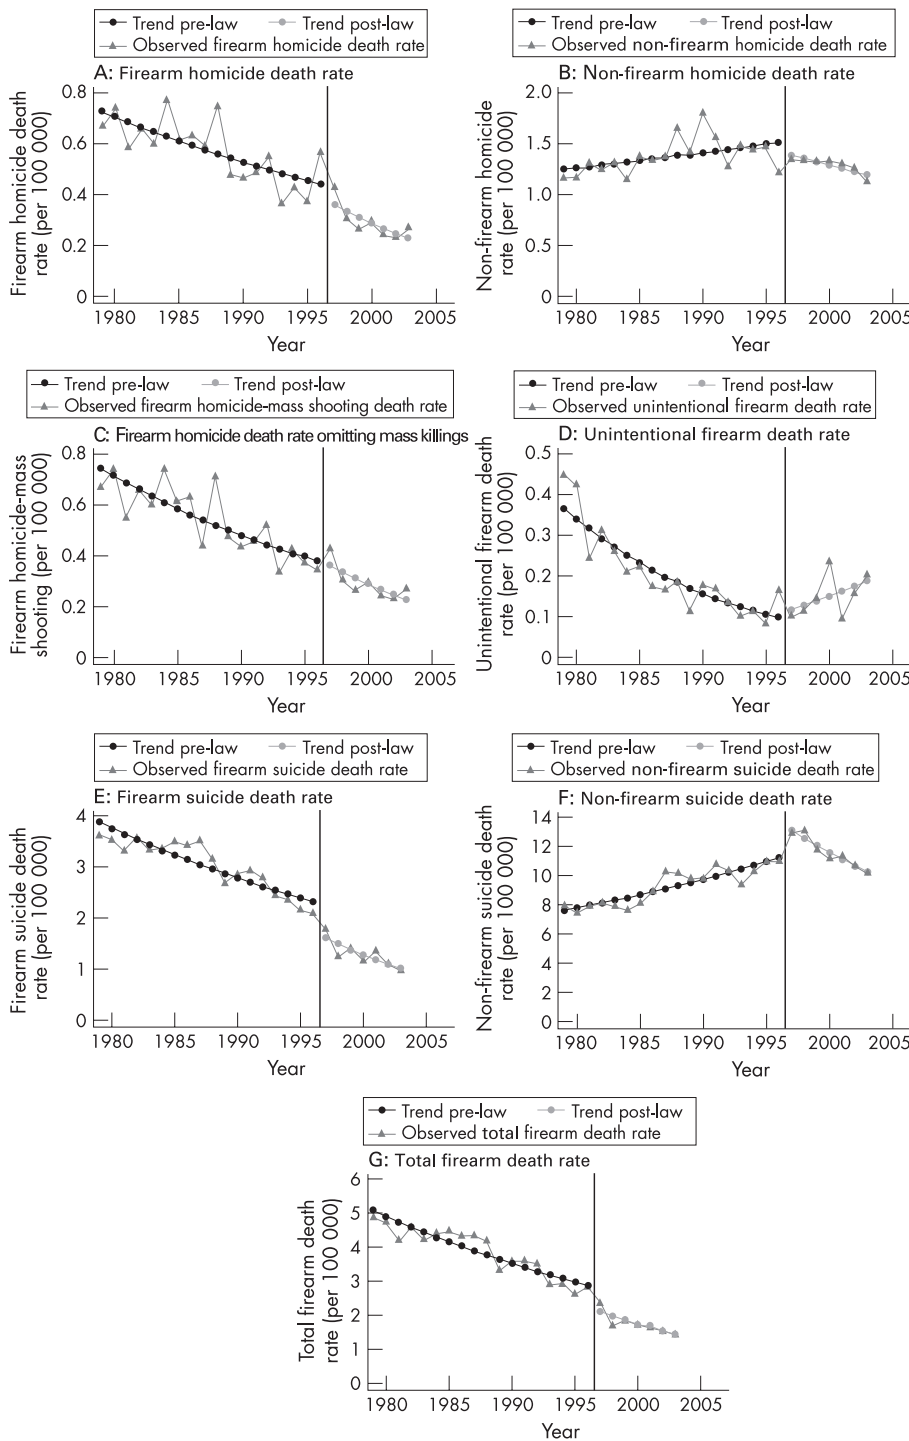 Trend pre-law Trend post-law
Observed firearm homicide death rate
A: Firearm homicide death rate
Firearm homicide death
rate (per 100 000)
0.8
0.6
0.4
0.2
0
1980 1985 1990 1995 2000 2005
Year
Trend pre-law Trend post-law
Observed non-firearm homicide death rate
B: Non-firearm homicide death rate
Non-firearm homicide
rate (per 100 000)
2.0
1.5
1.0
0.5
0
1980 1985 1990 1995 2000 2005
Year
Trend pre-law Trend post-law
Observed firearm homicide-mass shooting death rate
C: Firearm homicide death rate omitting mass killings
Firearm homicide-mass
shooting (per 100 000)
0.8
0.6
0.4
0.2
0
1980 1985 1990 1995 2000 2005
Year
Trend pre-law Trend post-law
Observed unintentional firearm death rate
D: Unintentional firearm death rate
Unintentional firearm death
rate (per 100 000)
0.5
0.4
0.3
0.2
0.1
0
1980 1985 1990 1995 2000 2005
Year
Trend pre-law Trend post-law
Observed firearm suicide death rate
E: Firearm suicide death rate
Firearm suicide death
rate (per 100 000)
4
3
2
1
0
1980 1985 1990 1995 2000 2005
Year
Trend pre-law Trend post-law
Observed non-firearm suicide death rate
F: Non-firearm suicide death rate
Non-firearm suicide death
rate (per 100 000)
14
12
10
8
6
4
2
0
1980 1985 1990 1995 2000 2005
Year
Trend pre-law Trend post-law
Observed total firearm death rate
G: Total firearm death rate
Total firearm death
rate (per 100 000)
6
5
4
3
2
1
0
1980 1985 1990 1995 2000 2005
Year